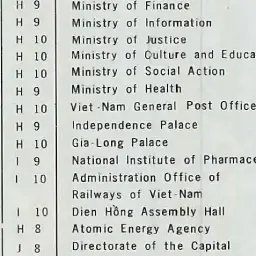 H 9 Ministry of Finance
H 9 Ministry of Information
H 10 Ministry of Justice
H 10 Ministry of Culture and Educa
H 10 Ministry of Social Action
H 9 Ministry of Health
H 10 Viet-Nam General Post Office
H 9 Independence Palace
H 10 Gia-Long Palace
I 9 National Institute of Pharmace
I 10 Administration Office of
Railways of Viet-Nam
I 10 Dien Hồng Assembly Hall
H 8 Atomic Energy Agency
J 8 Directorate of the Capital